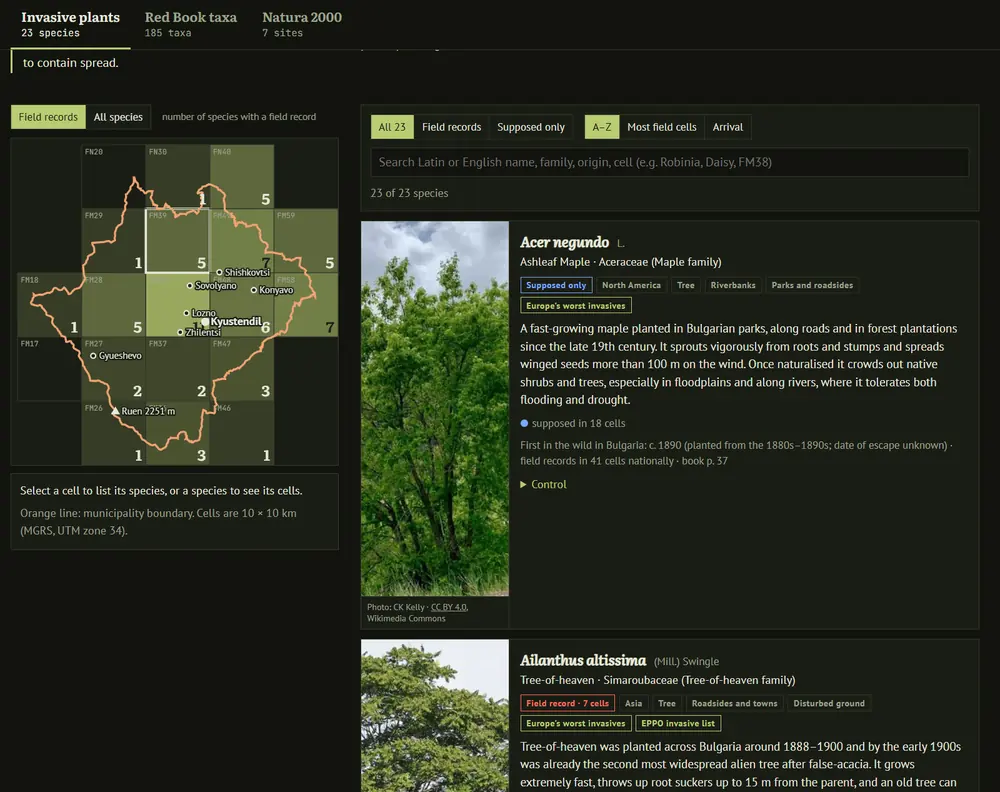 Invasive plants
23 species
Red Book taxa
185 taxa
Natura 2000
7 sites
to contain spread.
Field records
All species
number of species with a field record
FN20
FN30
FN40
1
5
FM29
FM39
FM59
1
5
7
5
Shishkovtsi
FM18
FM28
FM58
Sovolyano
Konyavo
Lozno
Kyustendil
Zhilentsi
1
5
6
7
FM17
FM27
FM37
FM47
Gyueshevo
2
2
3
FM26
Ruen 2251 m
FM46
1
3
1
Select a cell to list its species, or a species to see its cells.
Orange line: municipality boundary. Cells are 10 × 10 km
(MGRS, UTM zone 34).
All 23
Field records
Supposed only
A–Z
Most field cells
Arrival
Search Latin or English name, family, origin, cell (e.g. Robinia, Daisy, FM38)
23 of 23 species
Acer negundo L.
Ashleaf Maple · Aceraceae (Maple family)
Supposed only
North America
Tree
Riverbanks
Parks and roadsides
Europe's worst invasives
A fast-growing maple planted in Bulgarian parks, along roads and in forest plantations
since the late 19th century. It sprouts vigorously from roots and stumps and spreads
winged seeds more than 100 m on the wind. Once naturalised it crowds out native
shrubs and trees, especially in floodplains and along rivers, where it tolerates both
flooding and drought.
supposed in 18 cells
First in the wild in Bulgaria: c. 1890 (planted from the 1880s–1890s; date of escape unknown) ·
field records in 41 cells nationally · book p. 37
Control
Photo: CK Kelly · CC BY 4.0,
Wikimedia Commons
Ailanthus altissima (Mill.) Swingle
Tree-of-heaven · Simaroubaceae (Tree-of-heaven family)
Field record · 7 cells
Asia
Tree
Roadsides and towns
Disturbed ground
Europe's worst invasives
EPPO invasive list
Tree-of-heaven was planted across Bulgaria around 1888–1900 and by the early 1900s
was already the second most widespread alien tree after false-acacia. It grows
extremely fast, throws up root suckers up to 15 m from the parent, and an old tree can